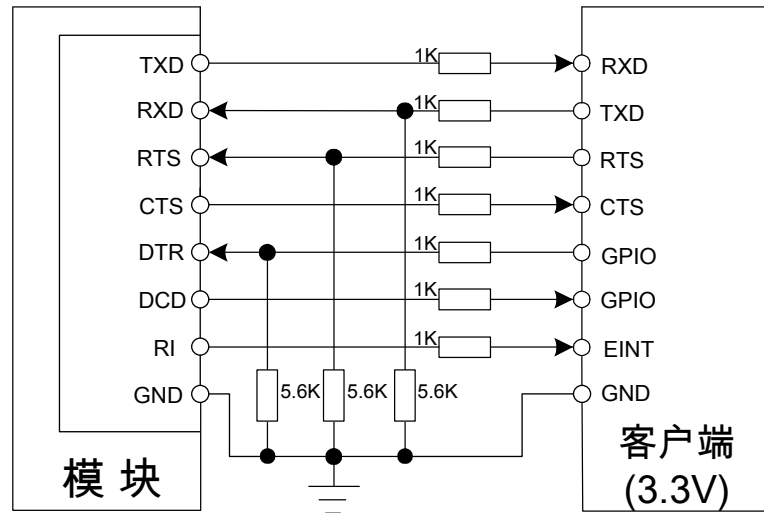 TXD 1K RXD
RXD 1K TXD
RTS 1K RTS
CTS 1K CTS
DTR 1K GPIO
DCD 1K GPIO
RI 1K EINT
GND 5.6K 5.6K 5.6K GND
模块
客户端
(3.3V)